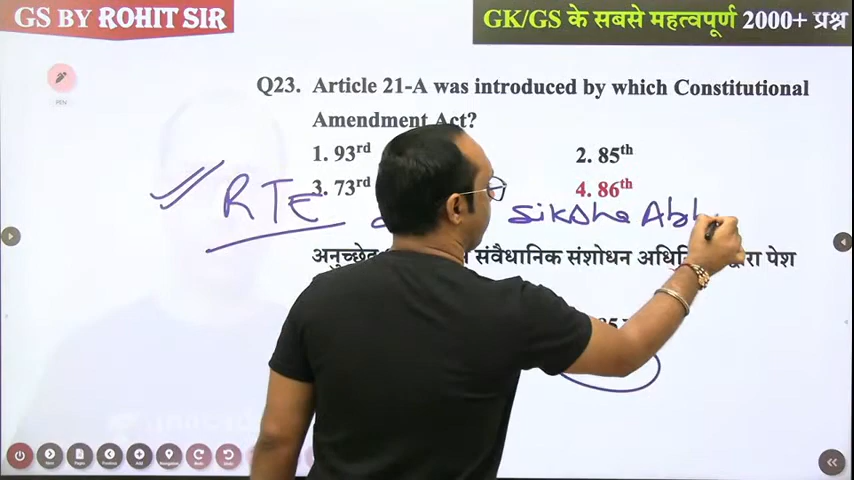 GS BY ROHIT SIR
GK/GS के सबसे महत्वपूर्ण 2000+ प्रश्न
PEN
Q23. Article 21-A was introduced by which Constitutional
Amendment Act?
1. 93rd
2. 85th
3. 73rd
4. 86th
RTE
Siksha Abh
अनुच्छेद संवैधानिक संशोधन पेश